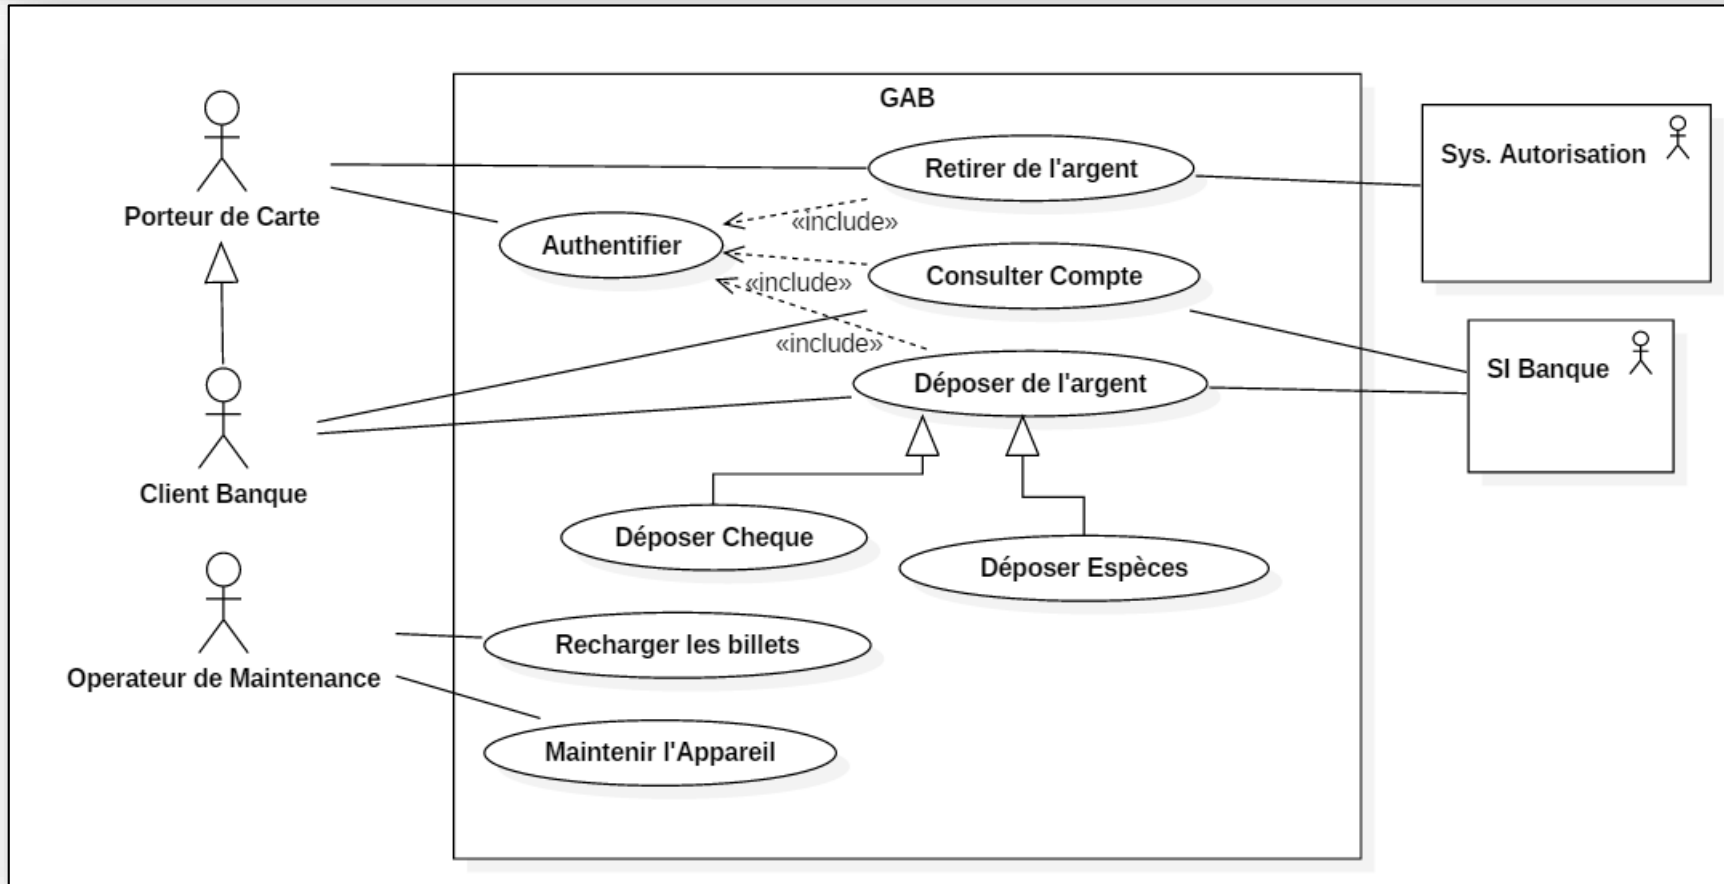 GAB
Retirer de l'argent
Sys. Autorisation
Porteur de Carte
«include»
Authentifier
Consulter Compte
«include»
«include»
Déposer de l'argent
SI Banque
Client Banque
Déposer Cheque
Déposer Espèces
Recharger les billets
Operateur de Maintenance
Maintenir l'Appareil